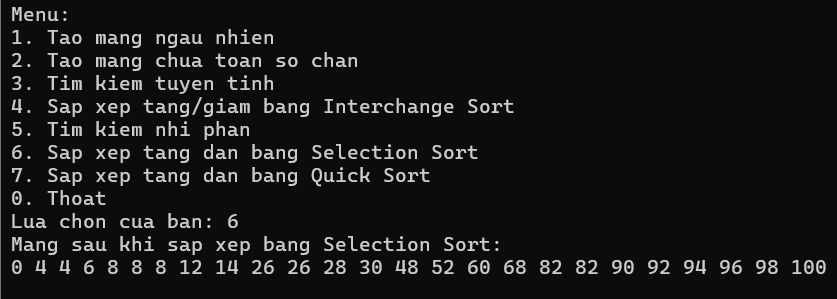 Menu:
1. Tao mang ngau nhien
2. Tao mang chua toan so chan
3. Tim kiem tuyen tinh
4. Sap xep tang/giam bang Interchange Sort
5. Tim kiem nhi phan
6. Sap xep tang dan bang Selection Sort
7. Sap xep tang dan bang Quick Sort
0. Thoat
Lua chon cua ban: 6
Mang sau khi sap xep bang Selection Sort:
0 4 4 6 8 8 8 12 14 26 26 28 30 48 52 60 68 82 82 90 92 94 96 98 100